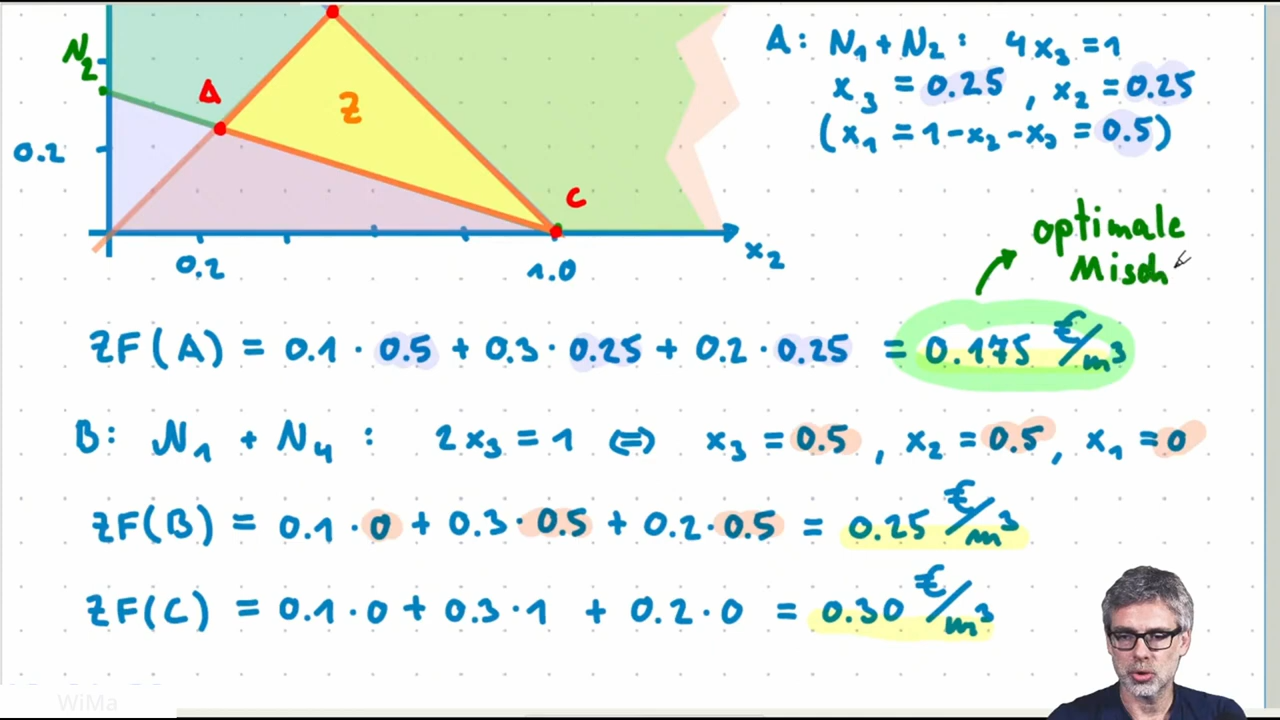 N₂
A
Z
0.2
C
0.2
1.0
x₂
A: N₁ + N₂ : 4x₃ = 1
x₃ = 0.25 , x₂ = 0.25
(x₁ = 1 - x₂ - x₃ = 0.5)
optimale
Misch
ZF(A) = 0.1 · 0.5 + 0.3 · 0.25 + 0.2 · 0.25 = 0.175 €/m³
B: N₁ + N₄ : 2x₃ = 1 ⇔ x₃ = 0.5 , x₂ = 0.5 , x₁ = 0
ZF(B) = 0.1 · 0 + 0.3 · 0.5 + 0.2 · 0.5 = 0.25 €/m³
ZF(C) = 0.1 · 0 + 0.3 · 1 + 0.2 · 0 = 0.30 €/m³
WiMa